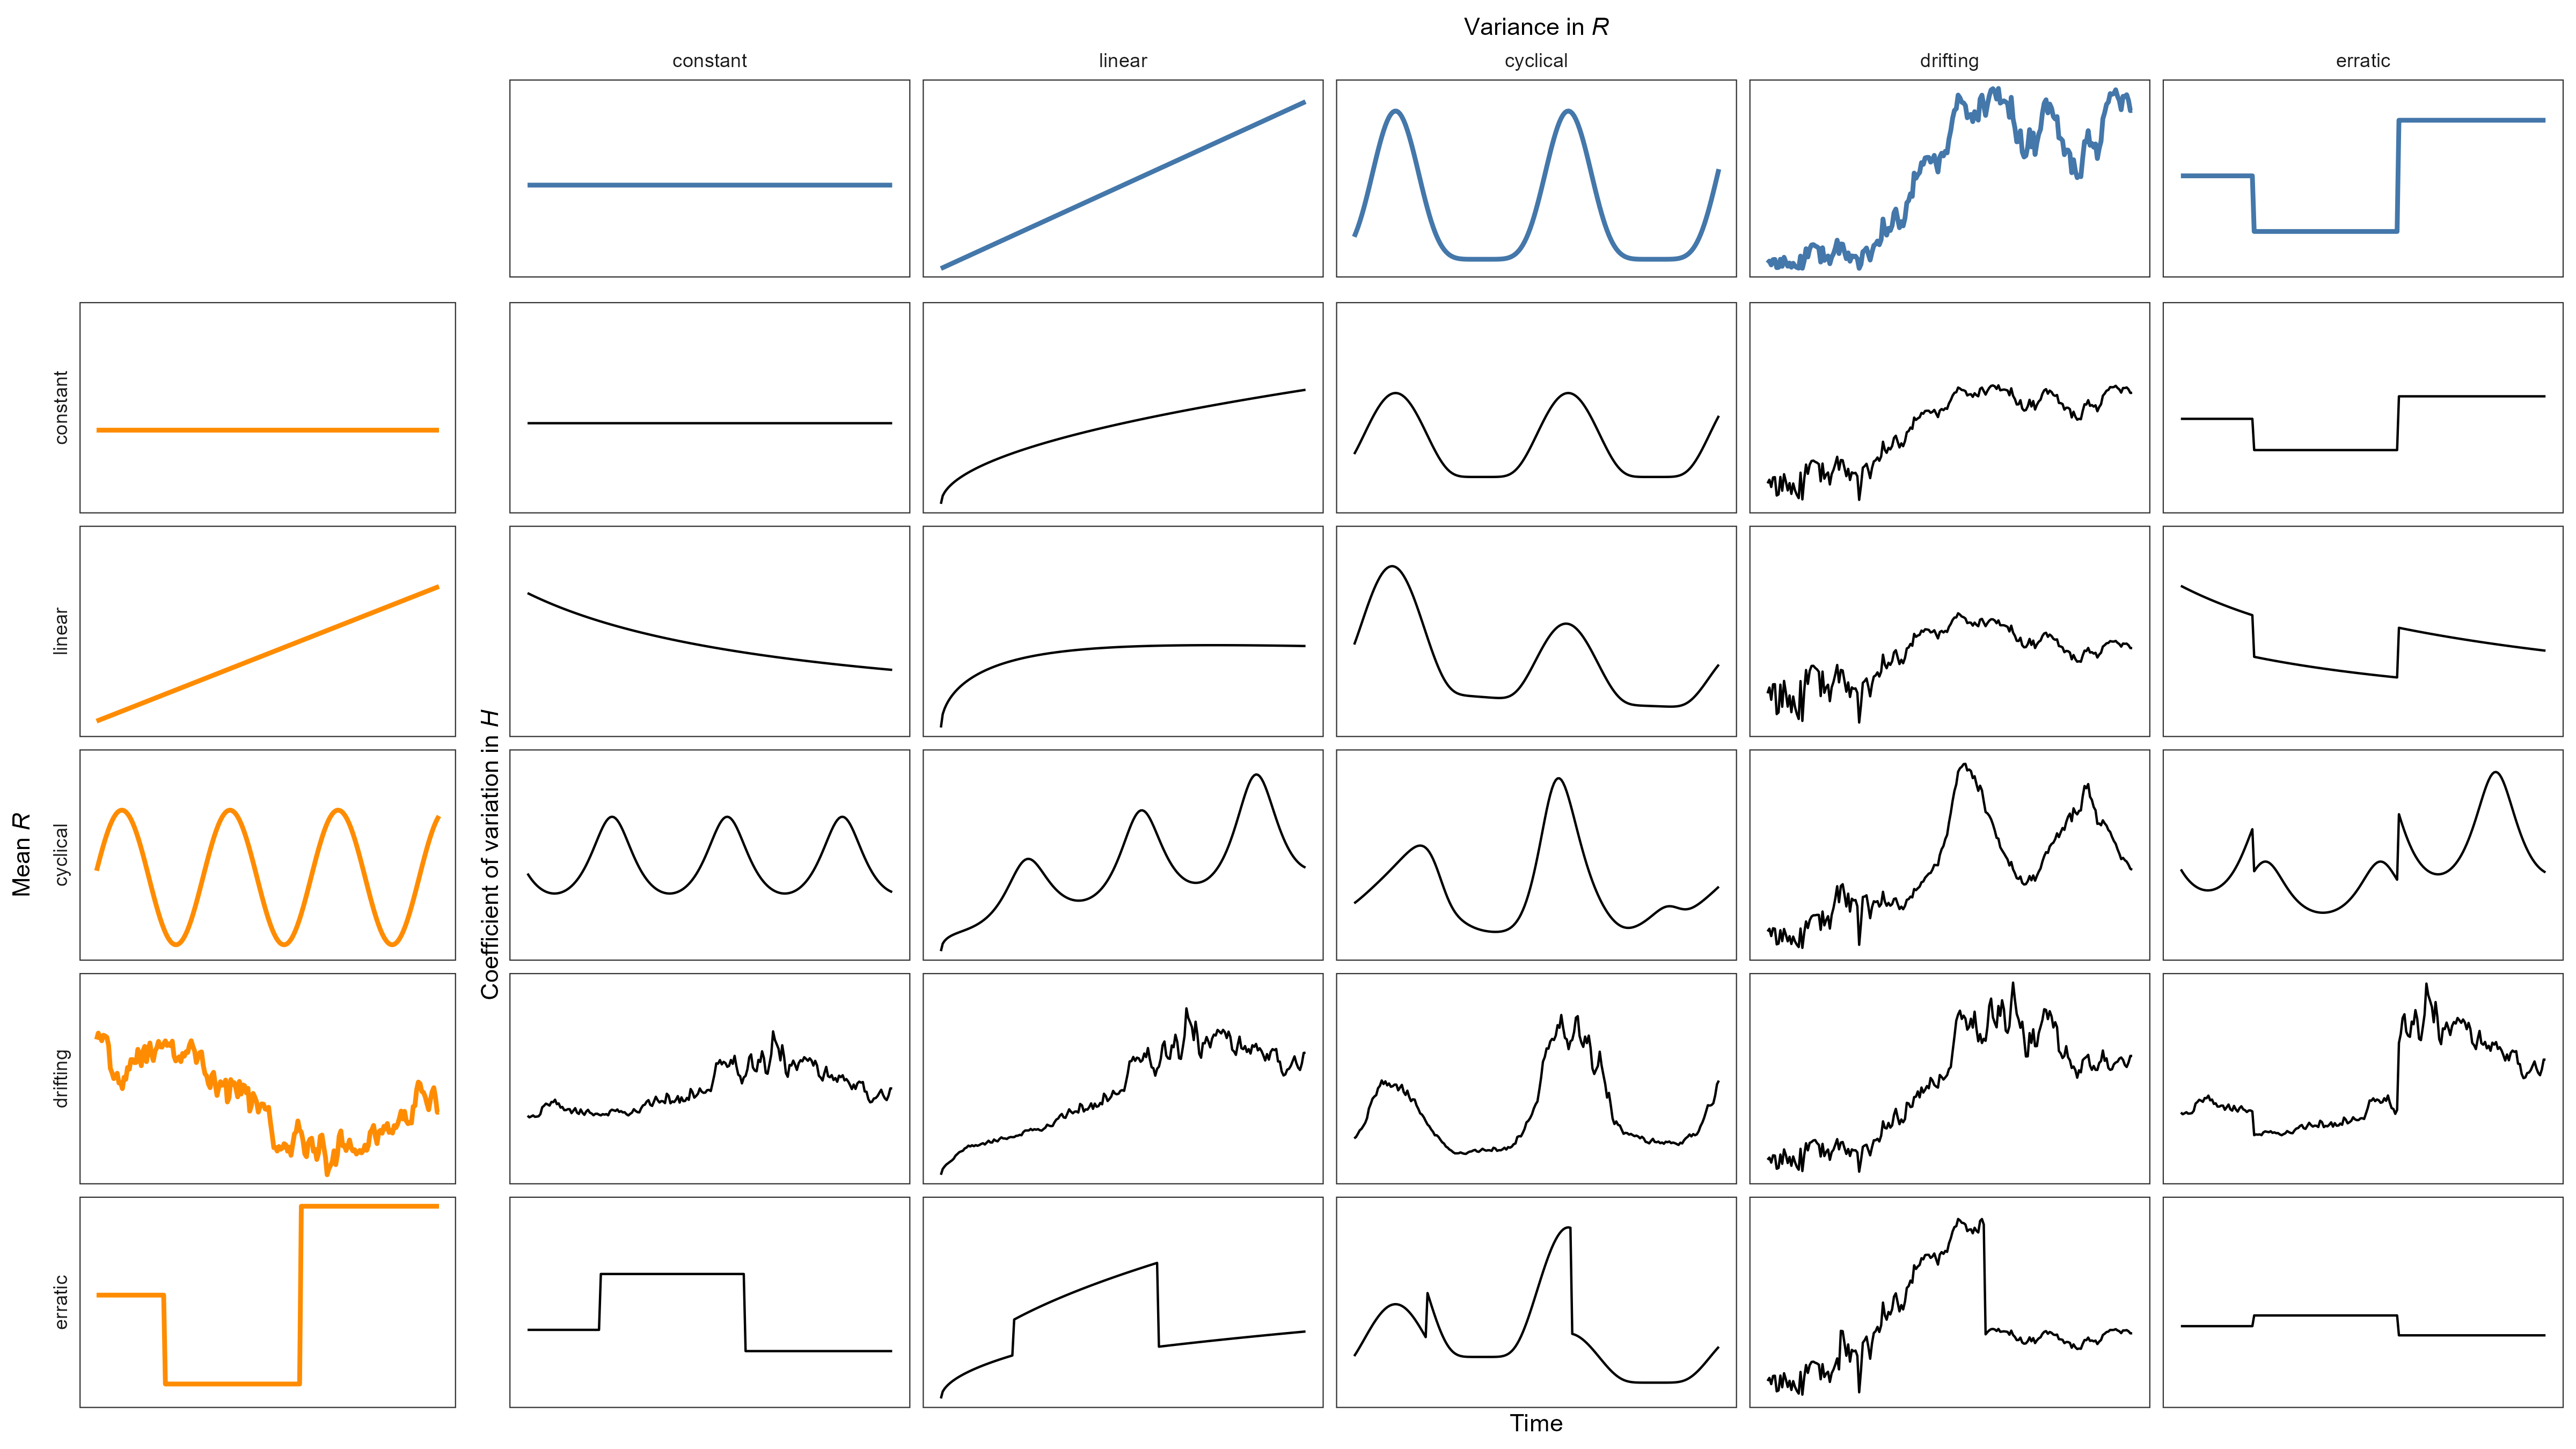 Variance in R
constant
linear
cyclical
drifting
erratic
Mean R
constant
linear
cyclical
drifting
erratic
Coefficient of variation in H
Time